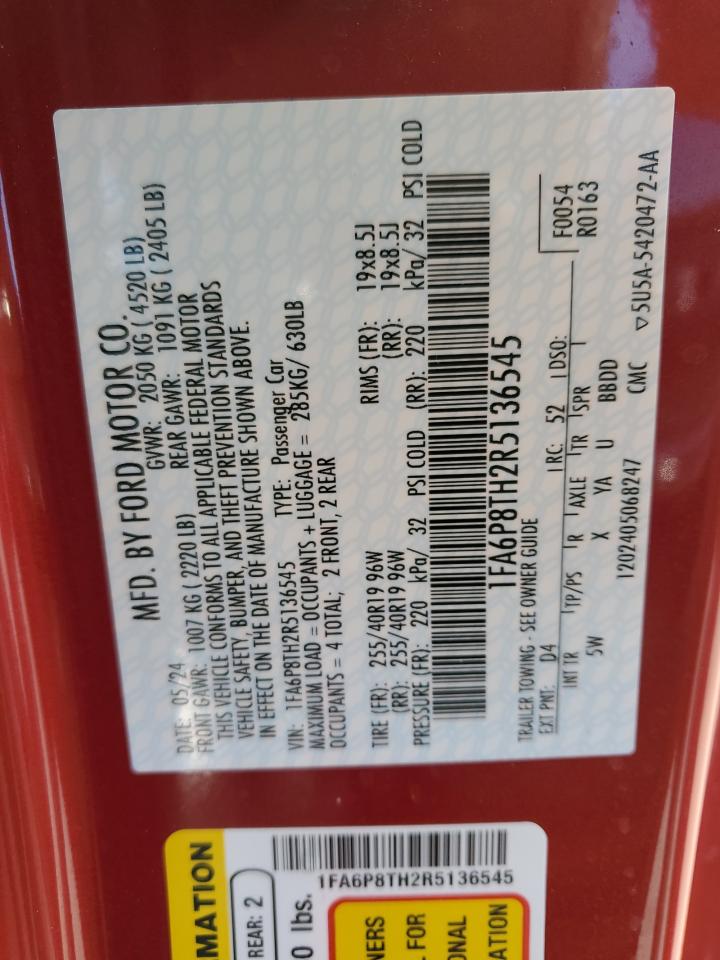 MFD. BY FORD MOTOR CO.
DATE: 05/24 GVWR: 2050 KG ( 4520 LB)
FRONT GAWR: 1007 KG ( 2220 LB) REAR GAWR: 1091 KG ( 2405 LB)
THIS VEHICLE CONFORMS TO ALL APPLICABLE FEDERAL MOTOR
VEHICLE SAFETY, BUMPER, AND THEFT PREVENTION STANDARDS
IN EFFECT ON THE DATE OF MANUFACTURE SHOWN ABOVE.
VIN: 1FA6P8TH2R5136545 TYPE: Passenger Car
MAXIMUM LOAD = OCCUPANTS + LUGGAGE = 285KG/ 630LB
OCCUPANTS = 4 TOTAL; 2 FRONT, 2 REAR
TIRE (FR): 255/40R19 96W RIMS (FR): 19x8.5J
(RR): 255/40R19 96W (RR): 19x8.5J
PRESSURE (FR): 220 kPa/ 32 PSI COLD (RR): 220 kPa/ 32 PSI COLD
1FA6P8TH2R5136545
TRAILER TOWING - SEE OWNER GUIDE
EXT PNT: D4 RC: 52 DSO: F0054
R0163
INT TR TP/PS R AXLE TR SPR
5W X YA U BBDD
1202405068247 CMC ▽5U5A-5420472-AA
MATION
REAR: 2
0 lbs.
1FA6P8TH2R5136545
NERS
FOR
ONAL
ATION